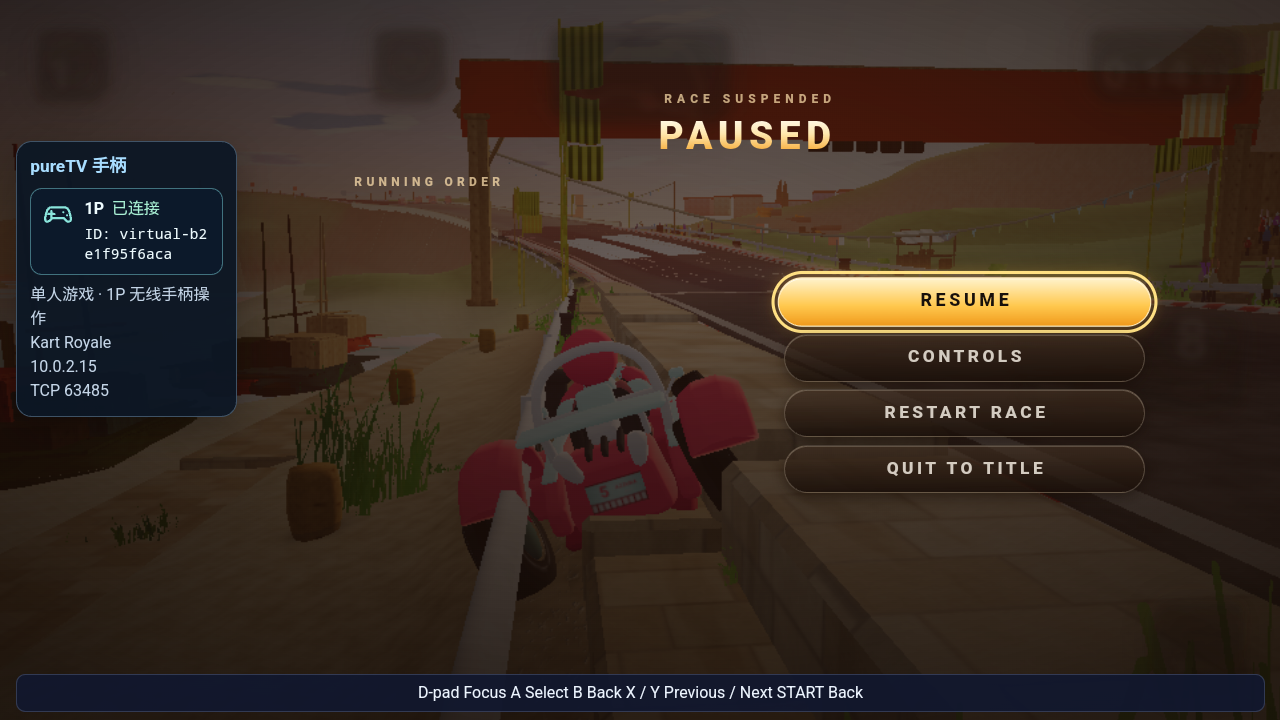 RACE SUSPENDED
PAUSED
RUNNING ORDER
pureTV 手柄
1P 已连接
ID: virtual-b2
e1f95f6aca
单人游戏 · 1P 无线手柄操
作
Kart Royale
10.0.2.15
TCP 63485
RESUME
CONTROLS
RESTART RACE
QUIT TO TITLE
5
D-pad Focus A Select B Back X / Y Previous / Next START Back